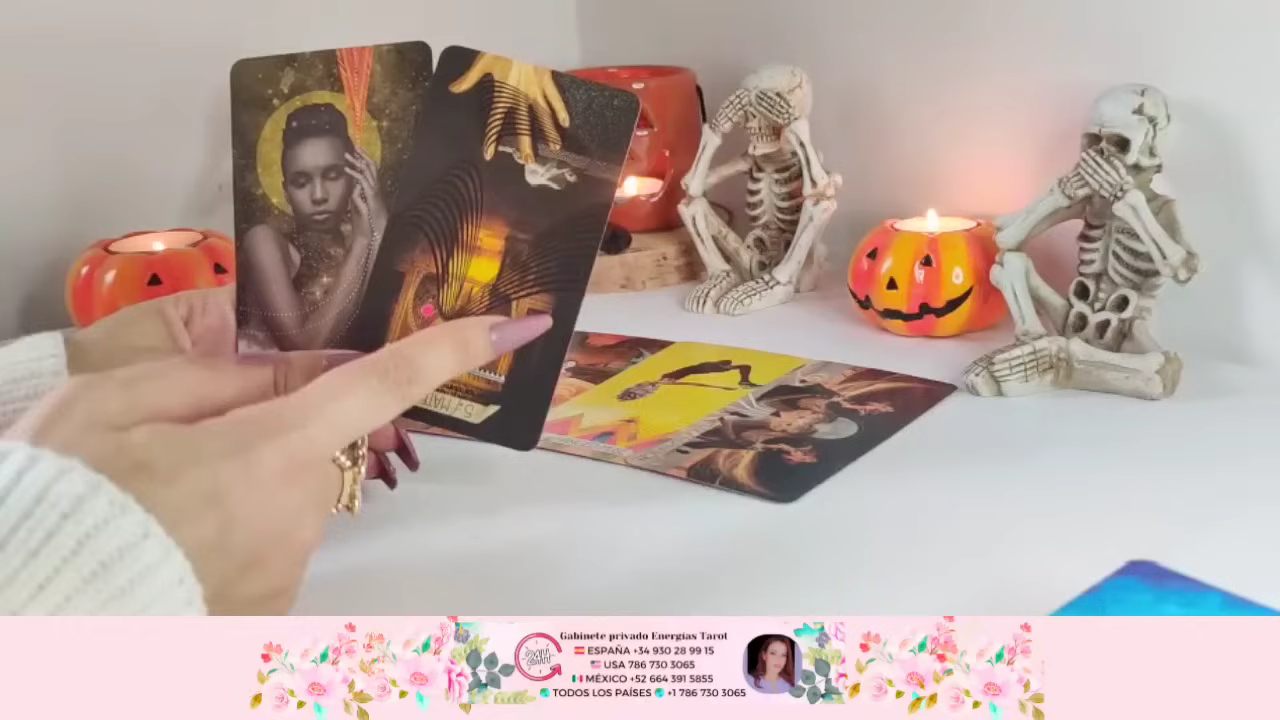 Gabinete privado Energías Tarot
ESPAÑA +34 930 28 99 15
USA 786 730 3065
MÉXICO +52 664 391 5855
TODOS LOS PAÍSES +1 786 730 3065